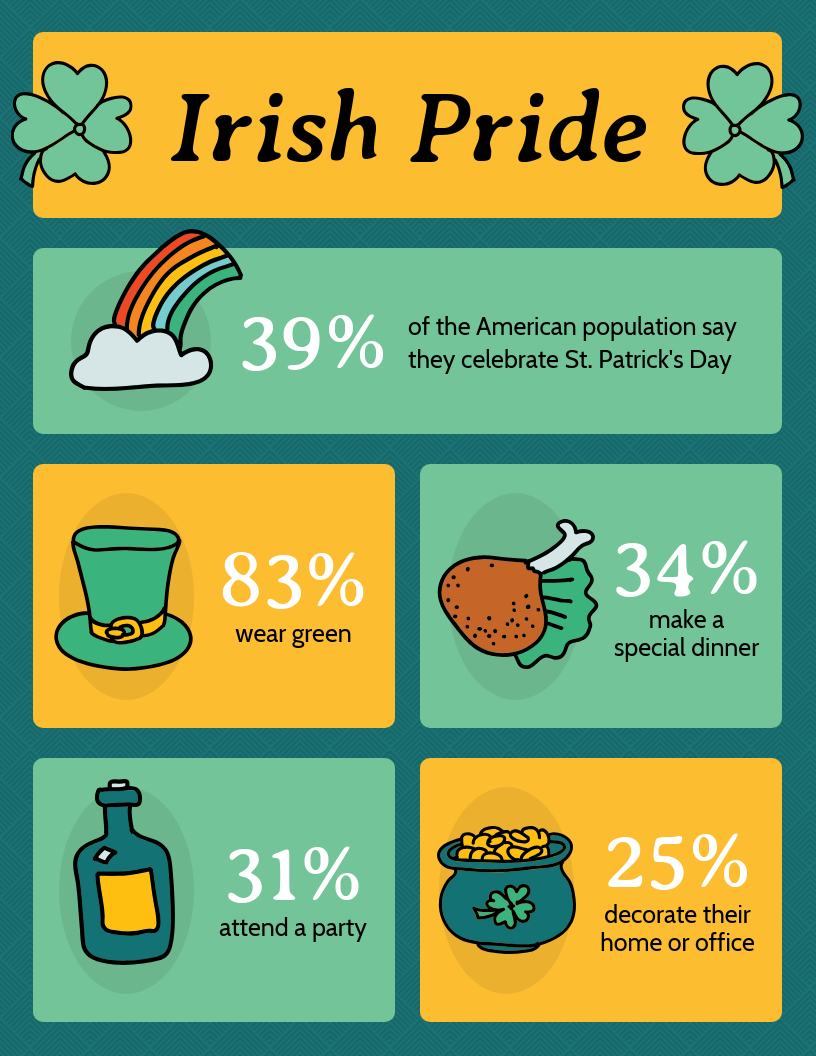 Irish Pride
39%
of the American population say
they celebrate St. Patrick's Day
83%
wear green
34%
make a
special dinner
31%
attend a party
25%
decorate their
home or office